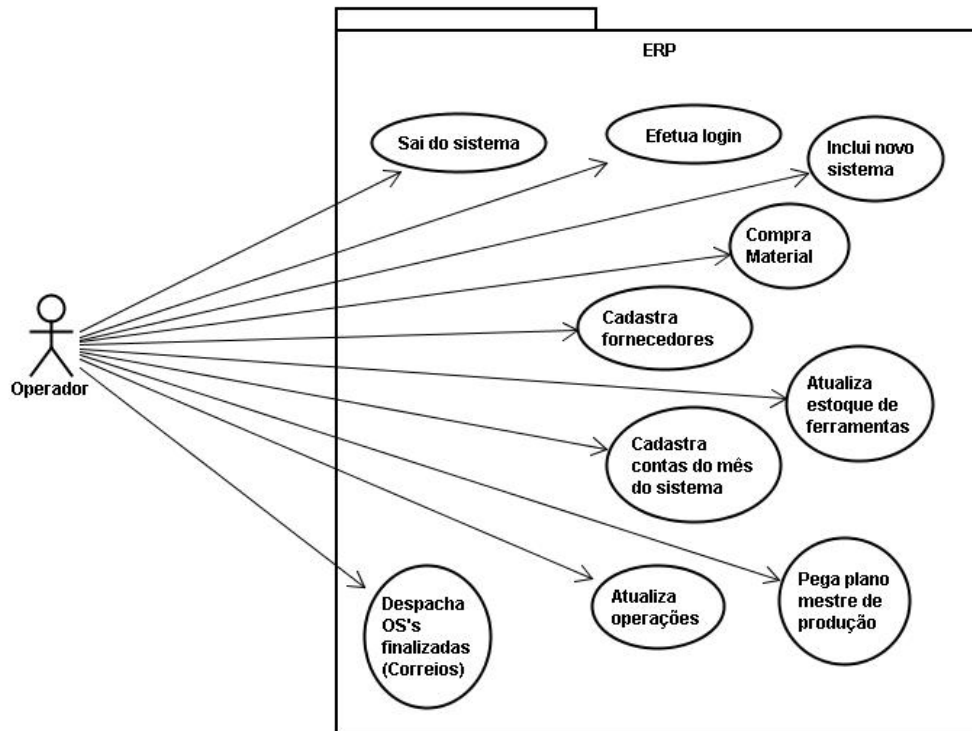 ERP
Sai do sistema
Efetua login
Inclui novo
sistema
Compra
Material
Cadastra
fornecedores
Operador
Atualiza
estoque de
ferramentas
Cadastra
contas do mês
do sistema
Despacha
OS's
finalizadas
(Correios)
Atualiza
operações
Pega plano
mestre de
produção